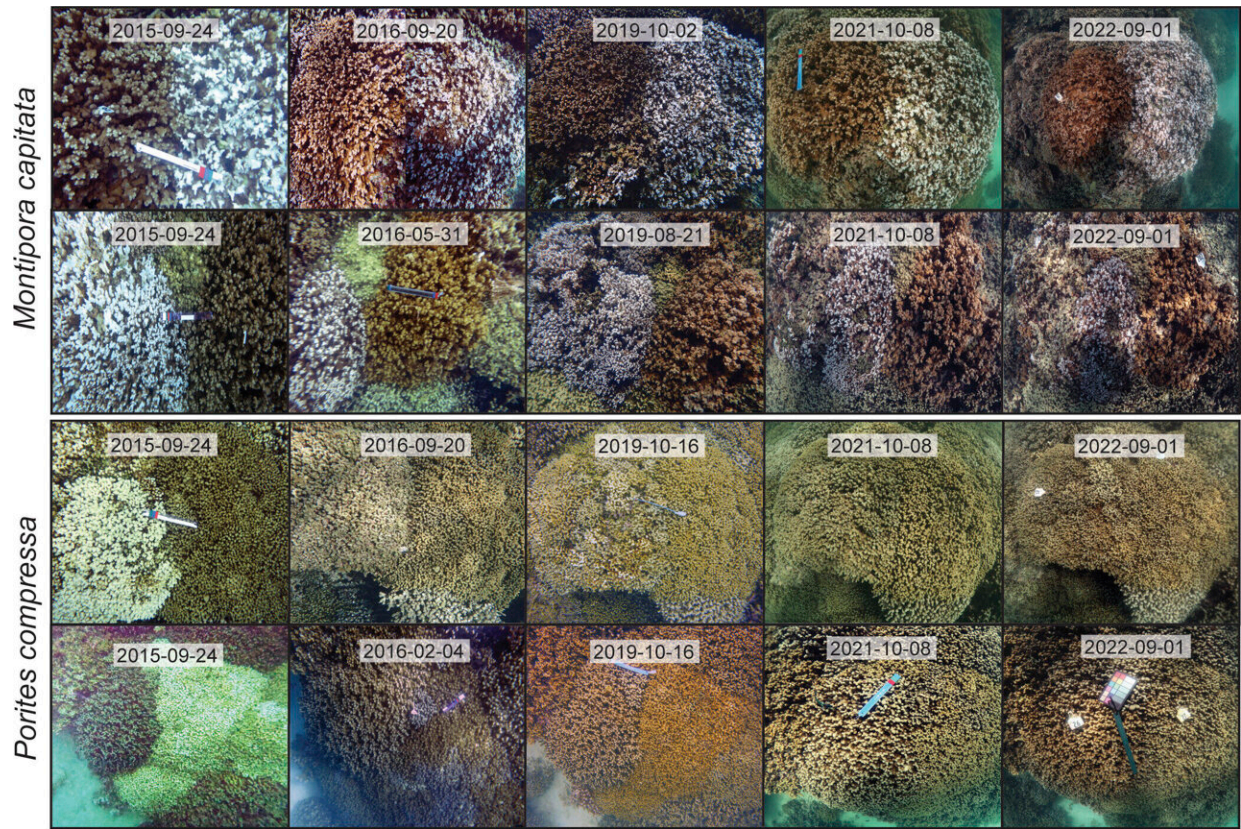 Montipora capitata
2015-09-24 2016-09-20 2019-10-02 2021-10-08 2022-09-01
2015-09-24 2016-05-31 2019-08-21 2021-10-08 2022-09-01
Porites compressa
2015-09-24 2016-09-20 2019-10-16 2021-10-08 2022-09-01
2015-09-24 2016-02-04 2019-10-16 2021-10-08 2022-09-01